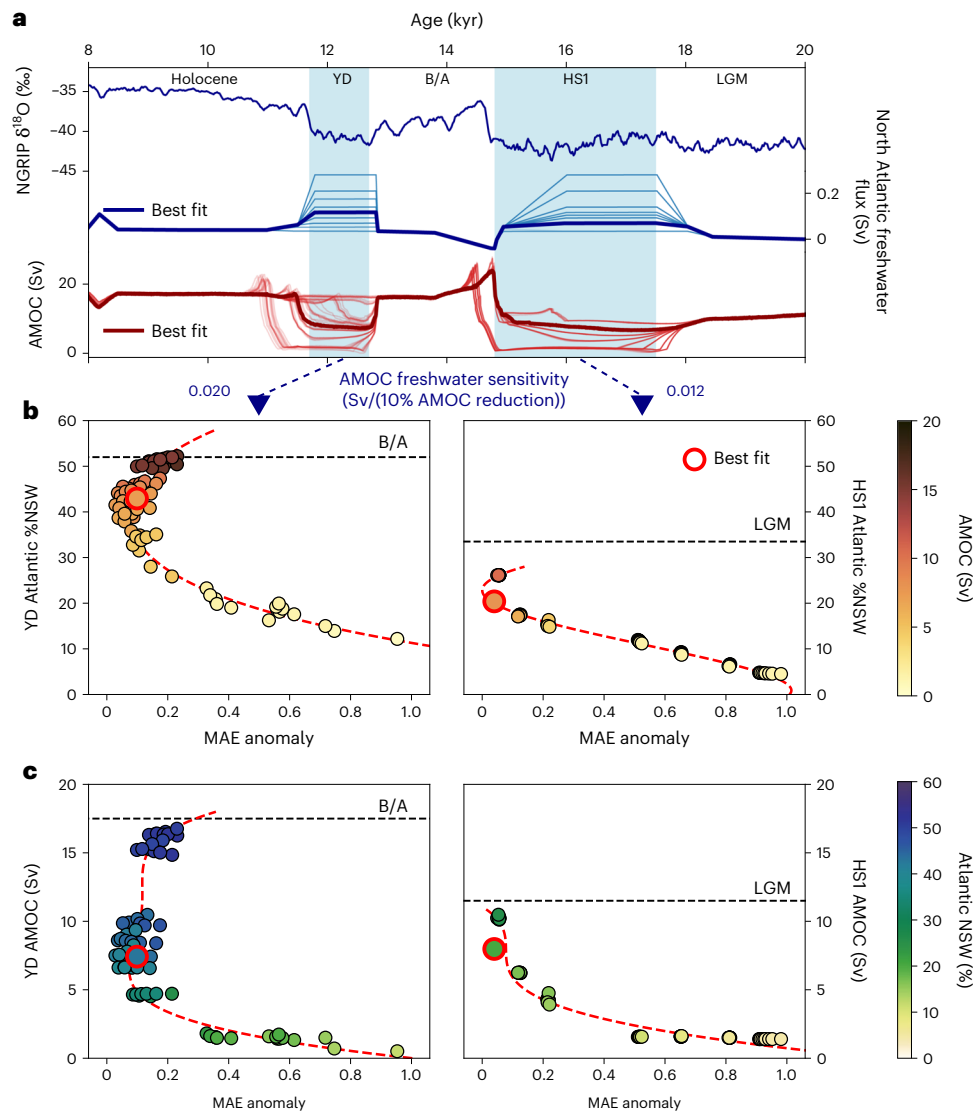 a
Age (kyr)
8 10 12 14 16 18 20
Holocene YD B/A HS1 LGM
NGRIP δ18O (‰)
−35
−40
−45
North Atlantic freshwater
flux (Sv)
0.2
0
Best fit
AMOC (Sv)
20
0
Best fit
8 10 12 14 16 18 20
0.020
AMOC freshwater sensitivity
(Sv/(10% AMOC reduction))
0.012
b
YD Atlantic %NSW
60
50
40
30
20
10
0
B/A
0 0.2 0.4 0.6 0.8 1.0
MAE anomaly
Best fit
LGM
60
50
40
30
20
10
0
HS1 Atlantic %NSW
0 0.2 0.4 0.6 0.8 1.0
MAE anomaly
20
15
10
5
0
AMOC (Sv)
c
YD AMOC (Sv)
20
15
10
5
0
B/A
0 0.2 0.4 0.6 0.8 1.0
MAE anomaly
LGM
20
15
10
5
0
HS1 AMOC (Sv)
0 0.2 0.4 0.6 0.8 1.0
MAE anomaly
60
50
40
30
20
10
0
Atlantic NSW (%)